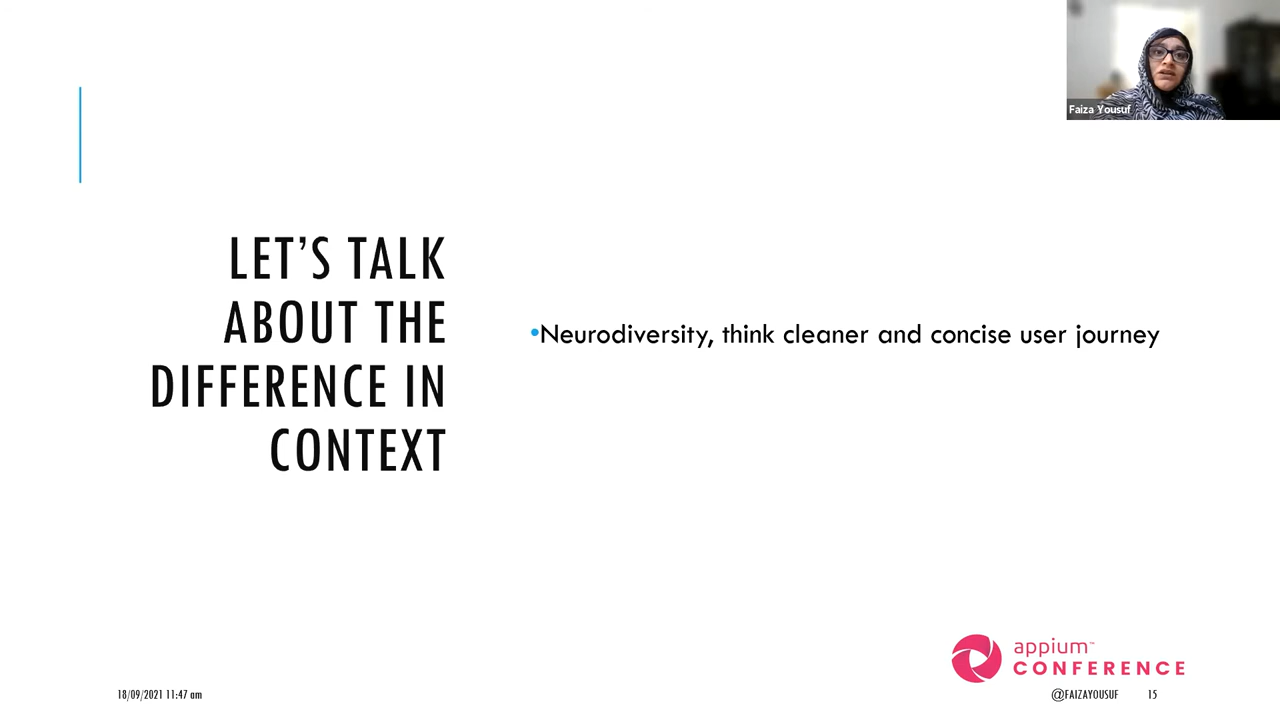 Faiza Yousuf
LET’S TALK
ABOUT THE
DIFFERENCE IN
CONTEXT
•Neurodiversity, think cleaner and concise user journey
appium™
CONFERENCE
18/09/2021 11:47 am
@FAIZAYOUSUF
15